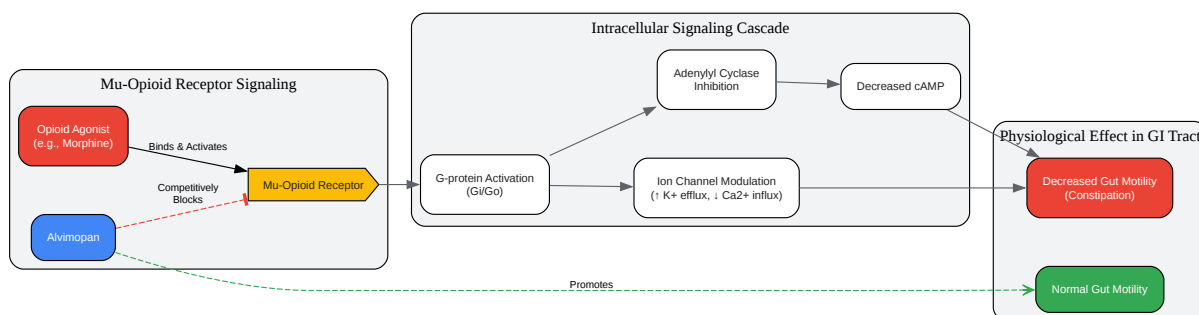 Mu-Opioid Receptor Signaling
Opioid Agonist
(e.g., Morphine)
Binds & Activates
Mu-Opioid Receptor
Competitively
Blocks
Alvimopan
Intracellular Signaling Cascade
Adenylyl Cyclase
Inhibition
Decreased cAMP
G-protein Activation
(Gi/Go)
Ion Channel Modulation
(↑ K+ efflux, ↓ Ca2+ influx)
Physiological Effect in GI Tract
Decreased Gut Motility
(Constipation)
Promotes
Normal Gut Motility